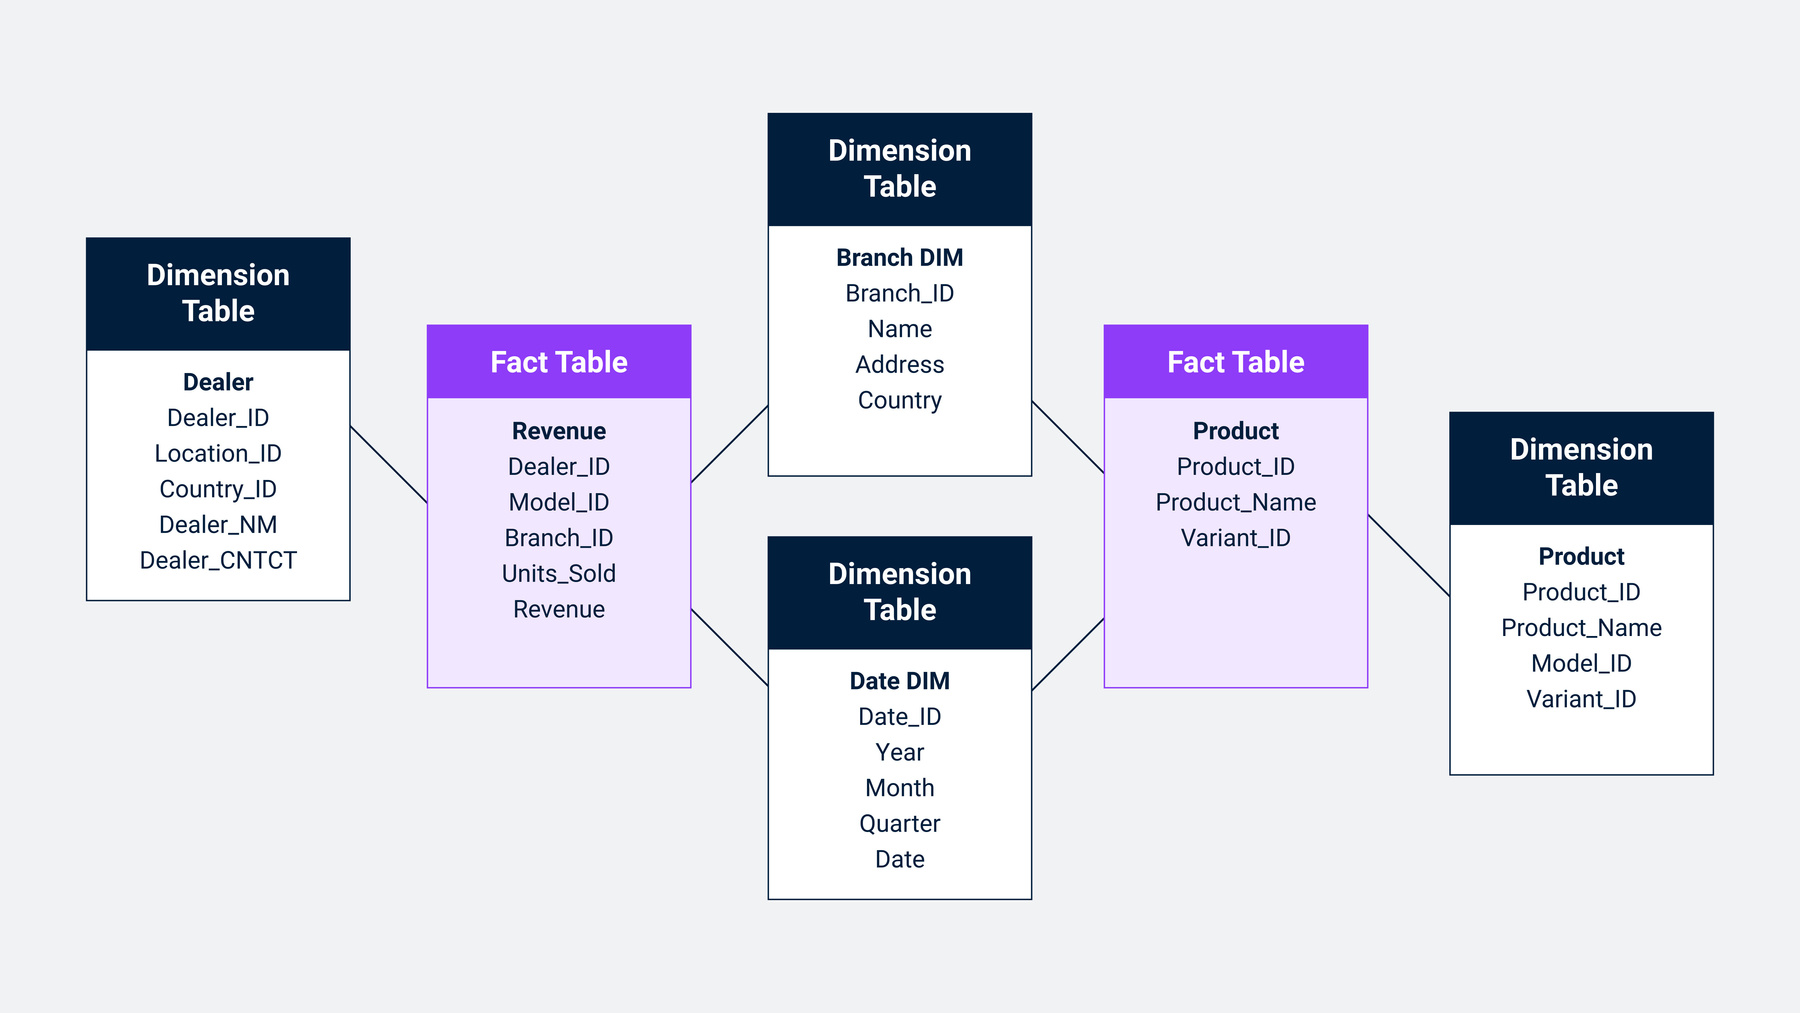 Dimension
Table
Dealer
Dealer_ID
Location_ID
Country_ID
Dealer_NM
Dealer_CNTCT
Fact Table
Revenue
Dealer_ID
Model_ID
Branch_ID
Units_Sold
Revenue
Dimension
Table
Branch DIM
Branch_ID
Name
Address
Country
Dimension
Table
Date DIM
Date_ID
Year
Month
Quarter
Date
Fact Table
Product
Product_ID
Product_Name
Variant_ID
Dimension
Table
Product
Product_ID
Product_Name
Model_ID
Variant_ID